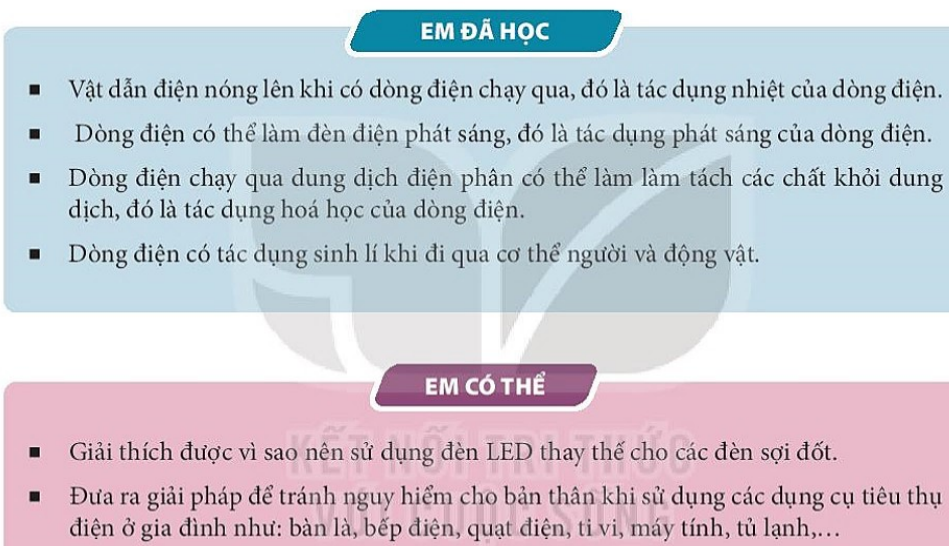 EM ĐÃ HỌC
▪ Vật dẫn điện nóng lên khi có dòng điện chạy qua, đó là tác dụng nhiệt của dòng điện.
▪ Dòng điện có thể làm đèn điện phát sáng, đó là tác dụng phát sáng của dòng điện.
▪ Dòng điện chạy qua dung dịch điện phân có thể làm làm tách các chất khỏi dung
dịch, đó là tác dụng hoá học của dòng điện.
▪ Dòng điện có tác dụng sinh lí khi đi qua cơ thể người và động vật.
EM CÓ THỂ
KẾT NỐI TRI THỨC
▪ Giải thích được vì sao nên sử dụng đèn LED thay thế cho các đèn sợi đốt.
▪ Đưa ra giải pháp để tránh nguy hiểm cho bản thân khi sử dụng các dụng cụ tiêu thụ
VỚI CUỘC SỐNG
điện ở gia đình như: bàn là, bếp điện, quạt điện, ti vi, máy tính, tủ lạnh,…